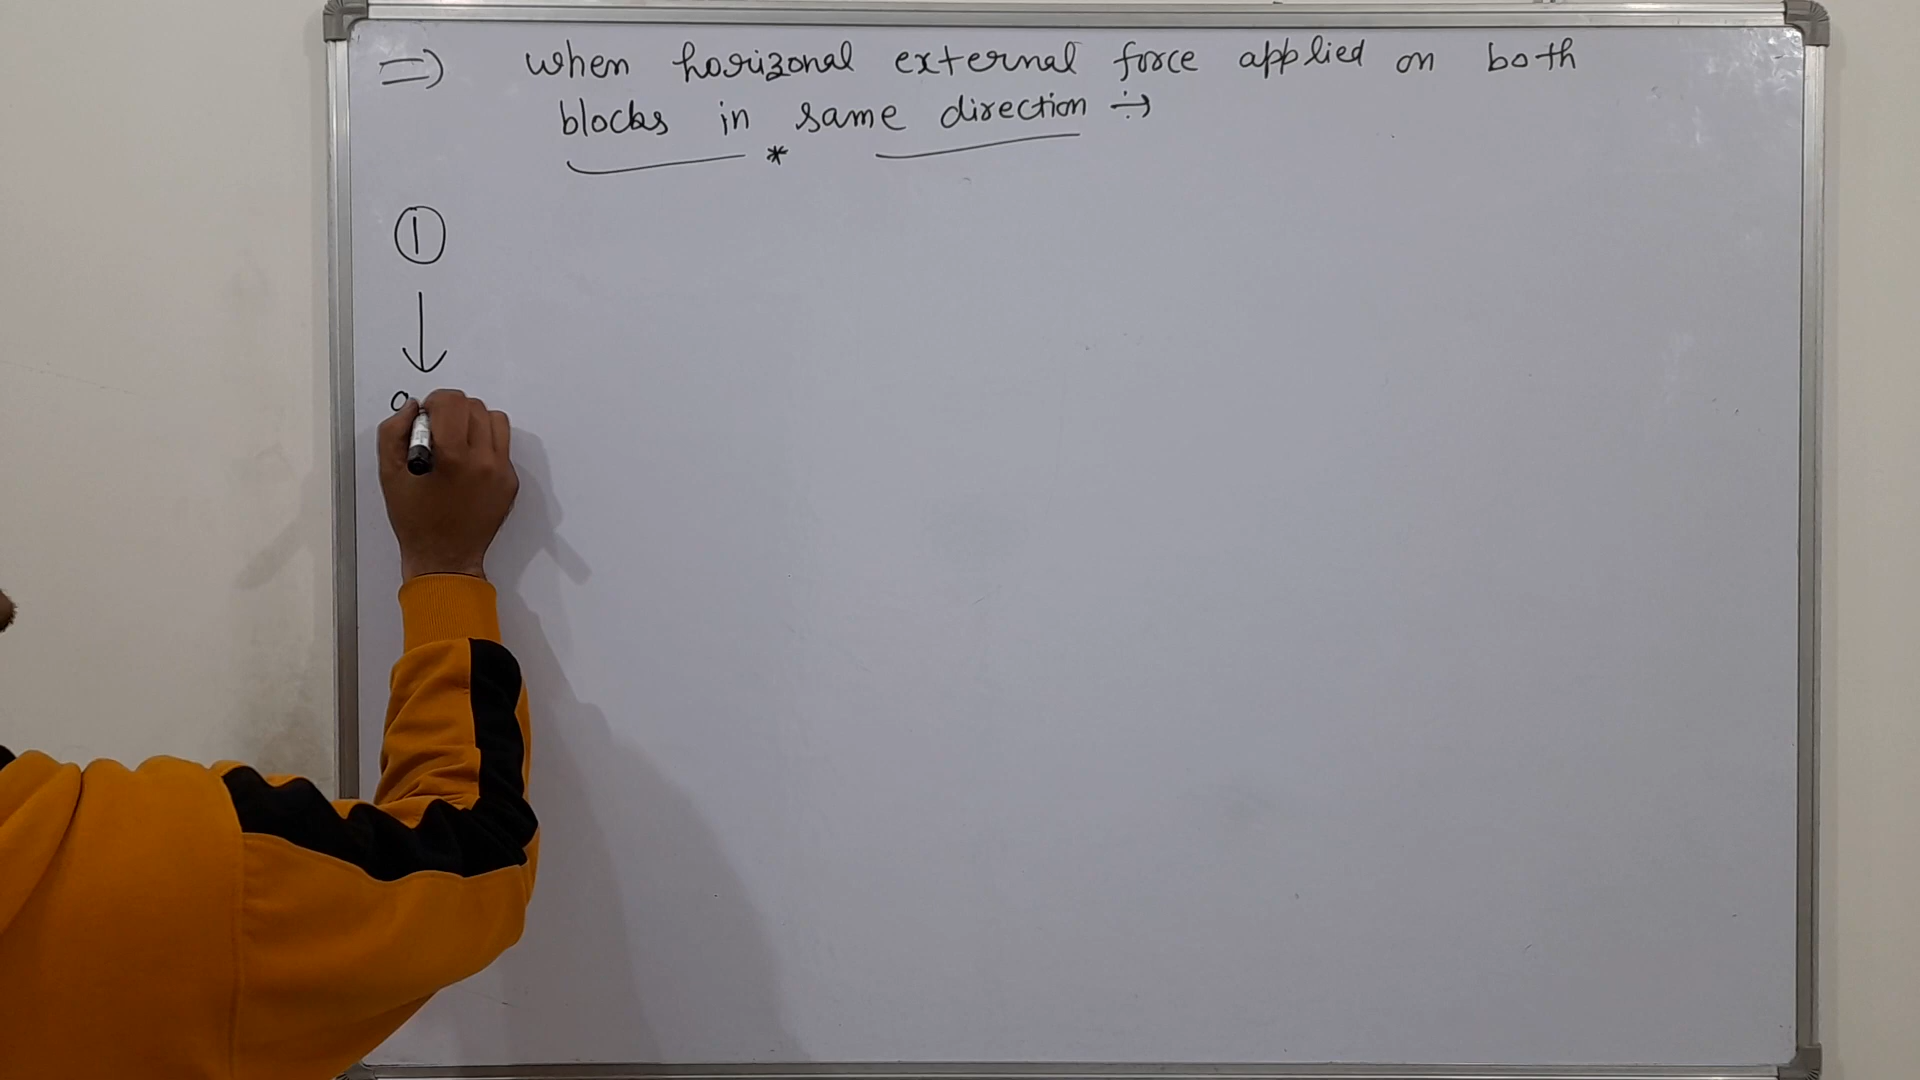 ⇒ when horizonal external force applied on both
blocks in same direction ÷→
*
①
↓
a